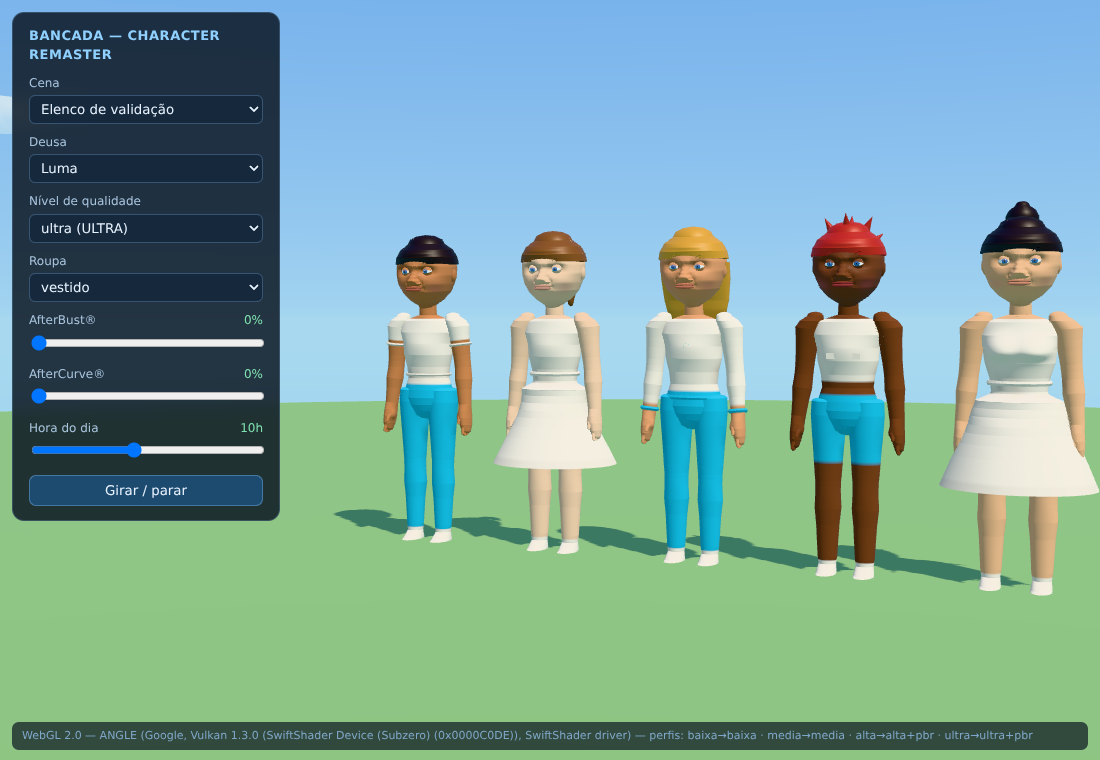 BANCADA — CHARACTER
REMASTER
Cena
Elenco de validação
Deusa
Luma
Nível de qualidade
ultra (ULTRA)
Roupa
vestido
AfterBust® 0%
AfterCurve® 0%
Hora do dia 10h
Girar / parar
WebGL 2.0 — ANGLE (Google, Vulkan 1.3.0 (SwiftShader Device (Subzero) (0x0000C0DE)), SwiftShader driver) — perfis: baixa→baixa · media→media · alta→alta+pbr · ultra→ultra+pbr